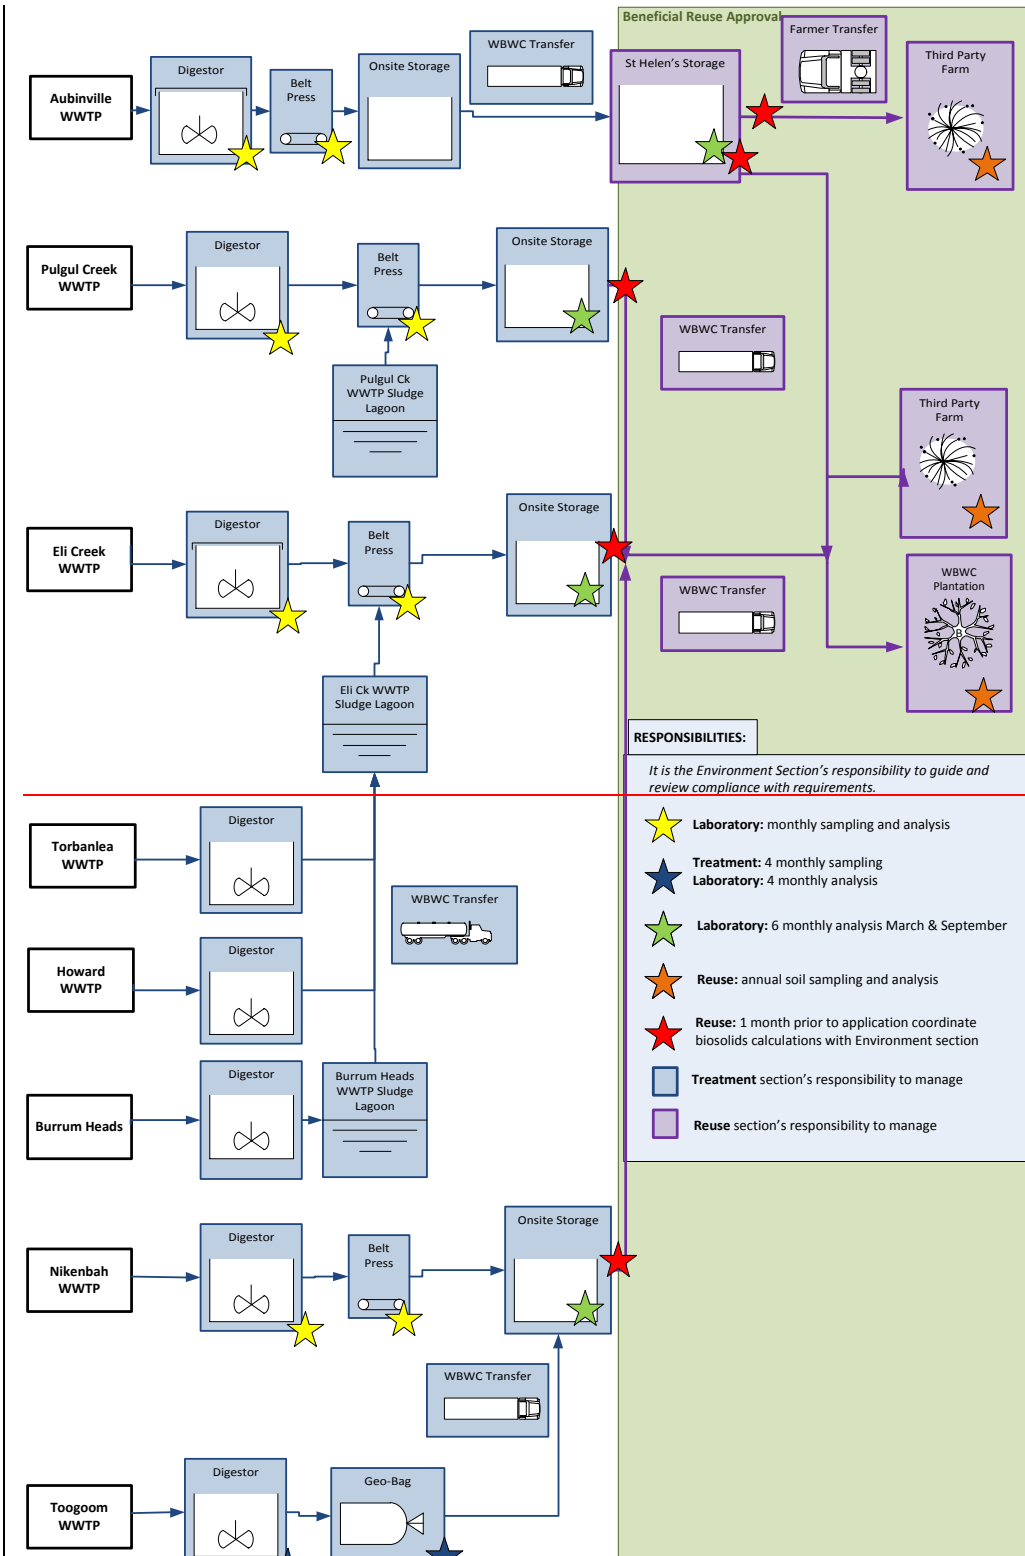 Beneficial Reuse Approval
Aubinville
WWTP
Digestor
Belt
Press
Onsite Storage
WBWC Transfer
St Helen's Storage
Farmer Transfer
Third Party
Farm
Pulgul Creek
WWTP
Digestor
Belt
Press
Onsite Storage
Pulgul Ck
WWTP Sludge
Lagoon
WBWC Transfer
Third Party
Farm
Eli Creek
WWTP
Digestor
Belt
Press
Onsite Storage
WBWC Transfer
WBWC
Plantation
B
Eli Ck WWTP
Sludge Lagoon
RESPONSIBILITIES:
It is the Environment Section's responsibility to guide and
review compliance with requirements.
Laboratory: monthly sampling and analysis
Treatment: 4 monthly sampling
Laboratory: 4 monthly analysis
Laboratory: 6 monthly analysis March & September
Reuse: annual soil sampling and analysis
Reuse: 1 month prior to application coordinate
biosolids calculations with Environment section
Treatment section's responsibility to manage
Reuse section's responsibility to manage
Torbanlea
WWTP
Digestor
WBWC Transfer
Howard
WWTP
Digestor
Burrum Heads
Digestor
Burrum Heads
WWTP Sludge
Lagoon
Nikenbah
WWTP
Digestor
Belt
Press
Onsite Storage
WBWC Transfer
Toogoom
WWTP
Digestor
Geo-Bag